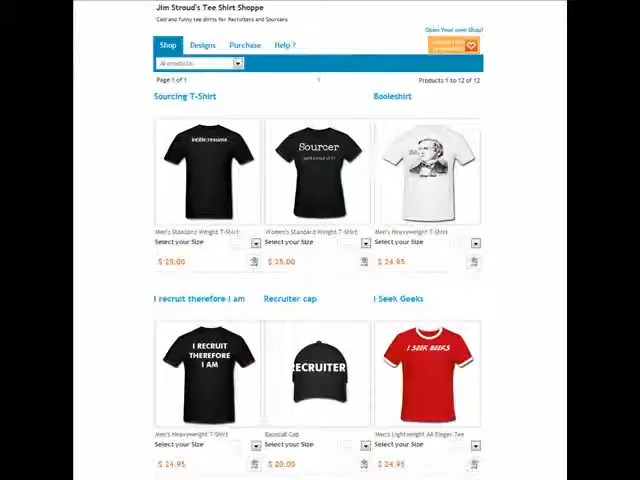 Jim Stroud's Tee Shirt Shoppe
Cool and funny tee shirts for Recruiters and Sourcers
Open Your own Shop!
Shop Designs Purchase Help ?
All products...
Page 1 of 1 1 Products 1 to 12 of 12
Sourcing T-Shirt Booleshirt
intitle:resume
Sourcer
Men's Standard Weight T-Shirt Women's Standard Weight T-Shirt Men's Heavyweight T-Shirt
Select your Size Select your Size Select your Size
$ 25.00 $ 25.00 $ 24.95
I recruit therefore I am Recruiter cap I Seek Geeks
I RECRUIT
THEREFORE
I AM
RECRUITER
I SEEK GEEKS
Men's Heavyweight T-Shirt Baseball Cap Men's Lightweight AA Ringer Tee
Select your Size Select your Size Select your Size
$ 24.95 $ 20.00 $ 24.95